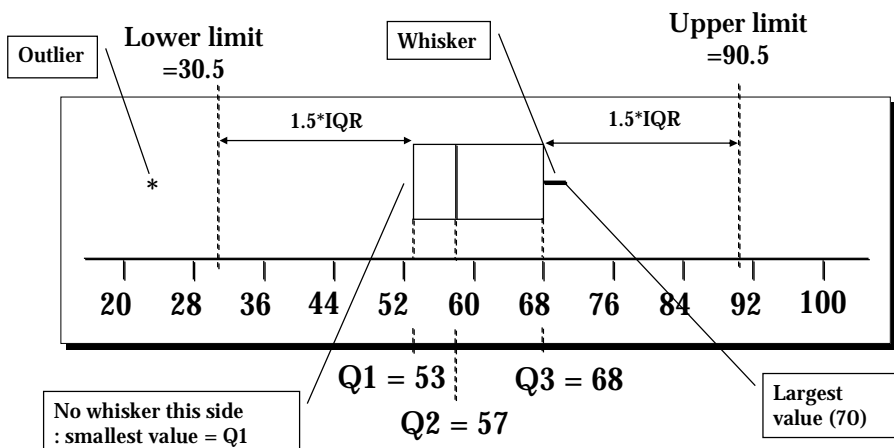 Outlier
Lower limit
=30.5
Whisker
Upper limit
=90.5
1.5*IQR
1.5*IQR
*
20 28 36 44 52 60 68 76 84 92 100
Q1 = 53
Q3 = 68
Q2 = 57
No whisker this side
: smallest value = Q1
Largest
value (70)